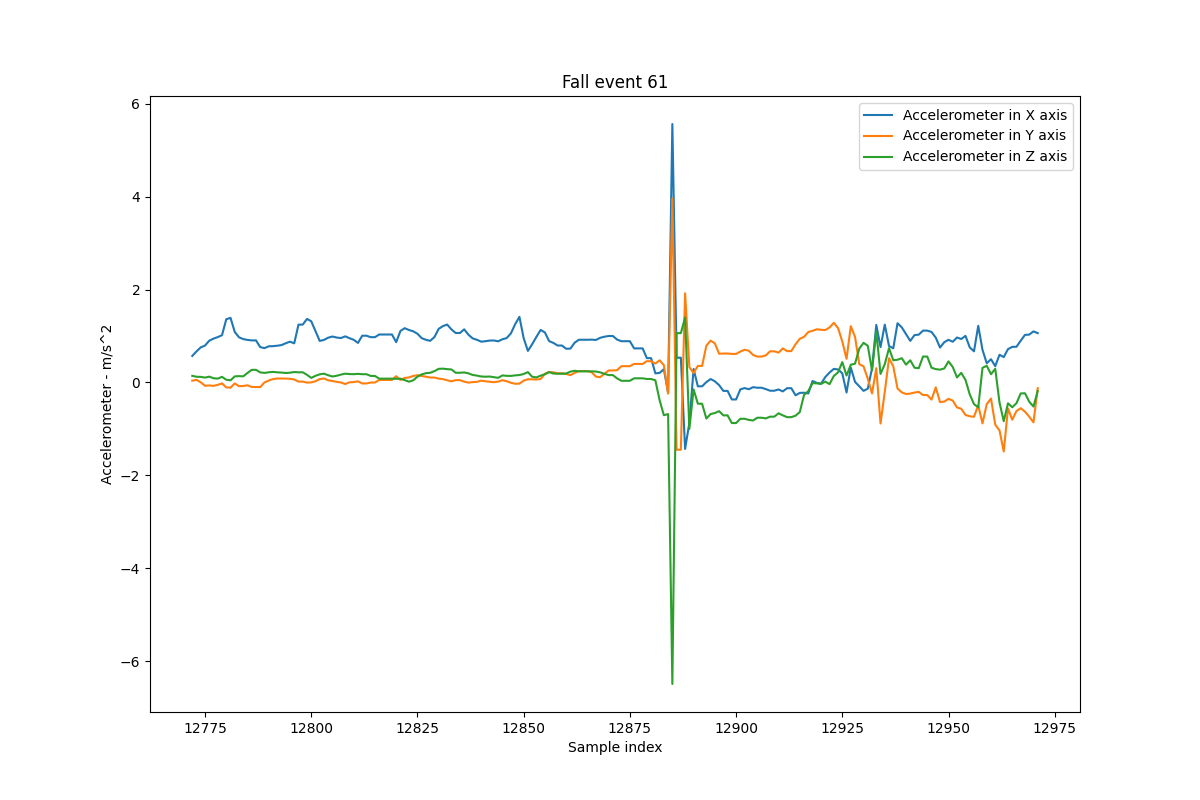 Fall event 61
Accelerometer in X axis
Accelerometer in Y axis
Accelerometer in Z axis
Accelerometer - m/s^2
6
4
2
0
−2
−4
−6
12775 12800 12825 12850 12875 12900 12925 12950 12975
Sample index